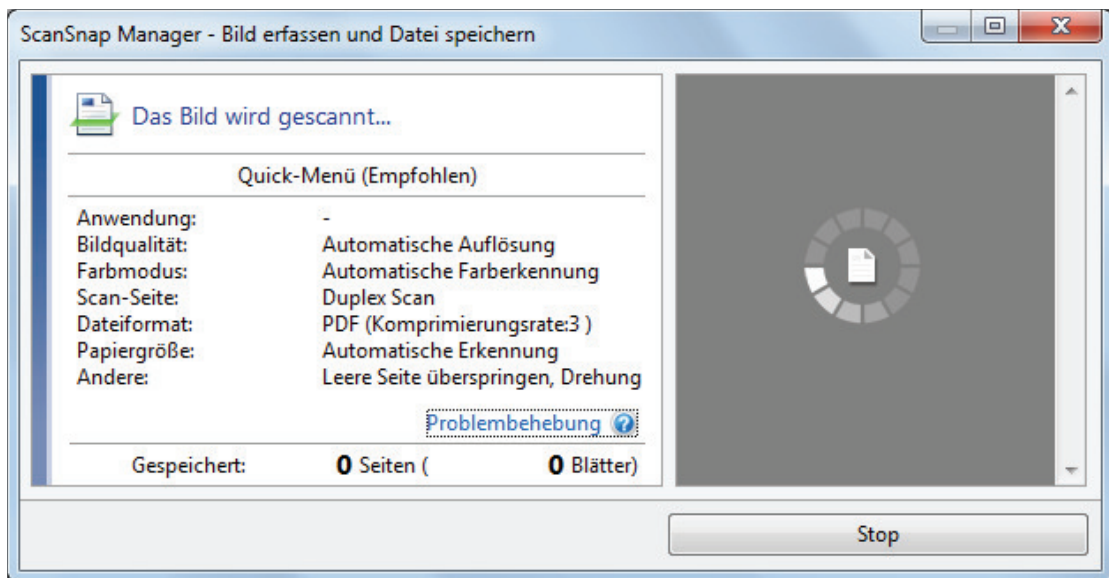 ScanSnap Manager - Bild erfassen und Datei speichern
Das Bild wird gescannt...
Quick-Menü (Empfohlen)
Anwendung: -
Bildqualität: Automatische Auflösung
Farbmodus: Automatische Farberkennung
Scan-Seite: Duplex Scan
Dateiformat: PDF (Komprimierungsrate:3 )
Papiergröße: Automatische Erkennung
Andere: Leere Seite überspringen, Drehung
Problembehebung ?
Gespeichert: 0 Seiten ( 0 Blätter)
Stop